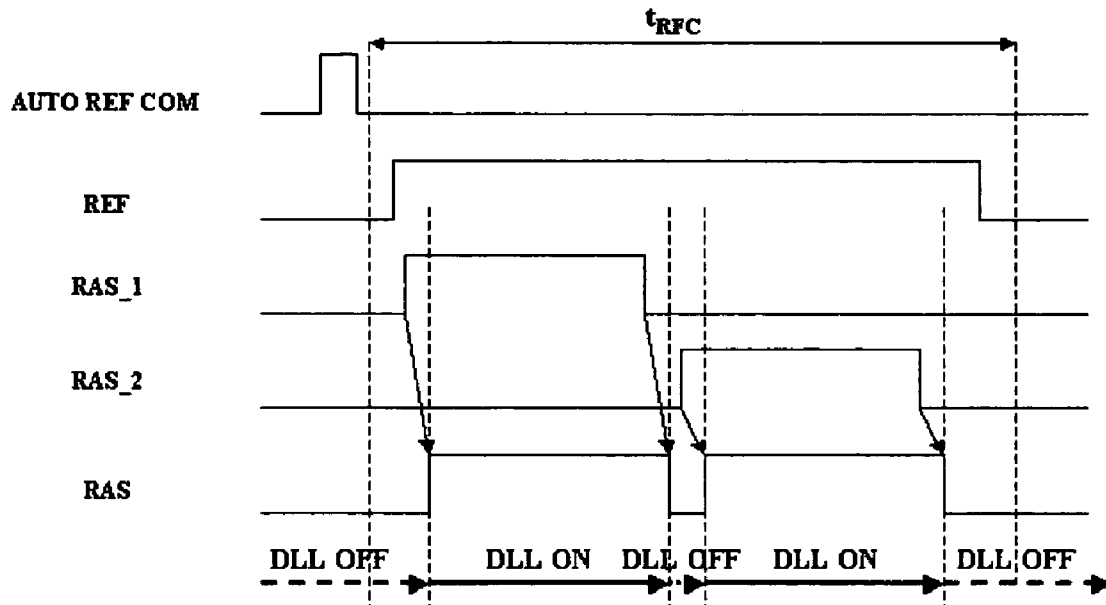 tRFC
AUTO REF COM
REF
RAS_1
RAS_2
RAS
DLL OFF DLL ON DLL OFF DLL ON DLL OFF